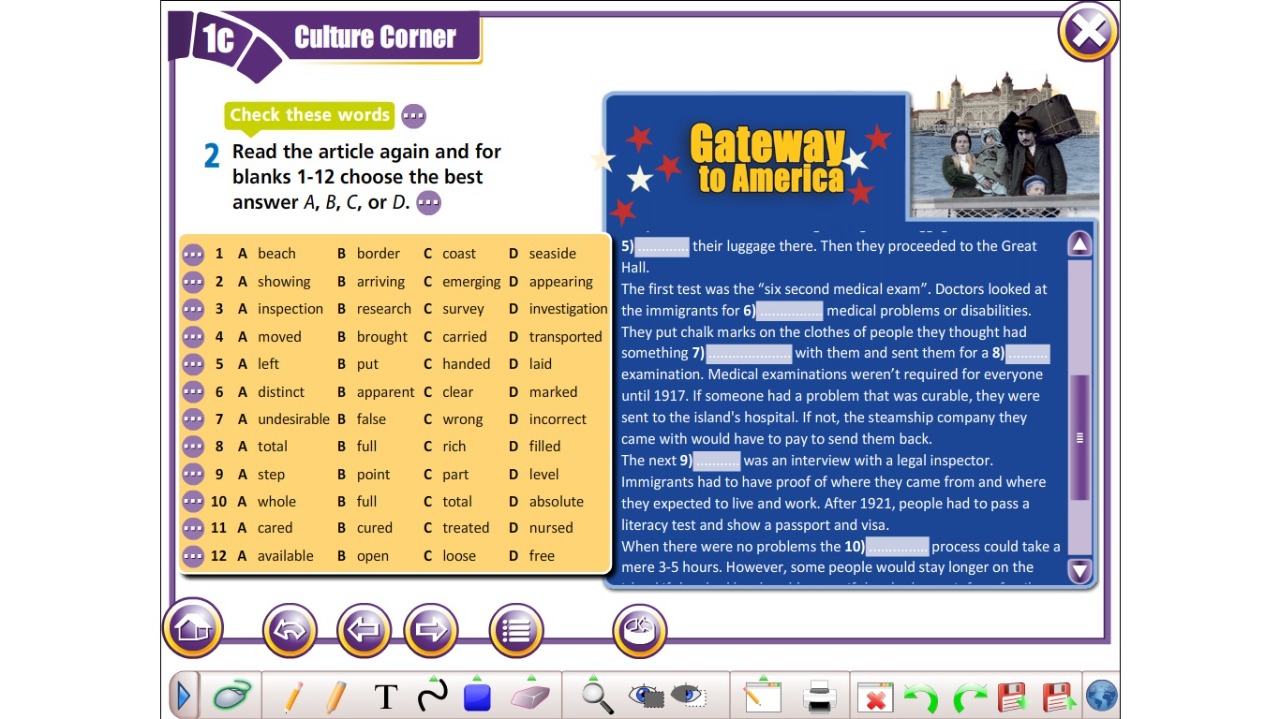 1c Culture Corner
Check these words
2 Read the article again and for
blanks 1-12 choose the best
answer A, B, C, or D.
1 A beach B border C coast D seaside
2 A showing B arriving C emerging D appearing
3 A inspection B research C survey D investigation
4 A moved B brought C carried D transported
5 A left B put C handed D laid
6 A distinct B apparent C clear D marked
7 A undesirable B false C wrong D incorrect
8 A total B full C rich D filled
9 A step B point C part D level
10 A whole B full C total D absolute
11 A cared B cured C treated D nursed
12 A available B open C loose D free
Gateway
to America
5) ............ their luggage there. Then they proceeded to the Great
Hall.
The first test was the “six second medical exam”. Doctors looked at
the immigrants for 6) ............... medical problems or disabilities.
They put chalk marks on the clothes of people they thought had
something 7) .................... with them and sent them for a 8) ..........
examination. Medical examinations weren’t required for everyone
until 1917. If someone had a problem that was curable, they were
sent to the island's hospital. If not, the steamship company they
came with would have to pay to send them back.
The next 9) ........... was an interview with a legal inspector.
Immigrants had to have proof of where they came from and where
they expected to live and work. After 1921, people had to pass a
literacy test and show a passport and visa.
When there were no problems the 10) .............. process could take a
mere 3-5 hours. However, some people would stay longer on the
T